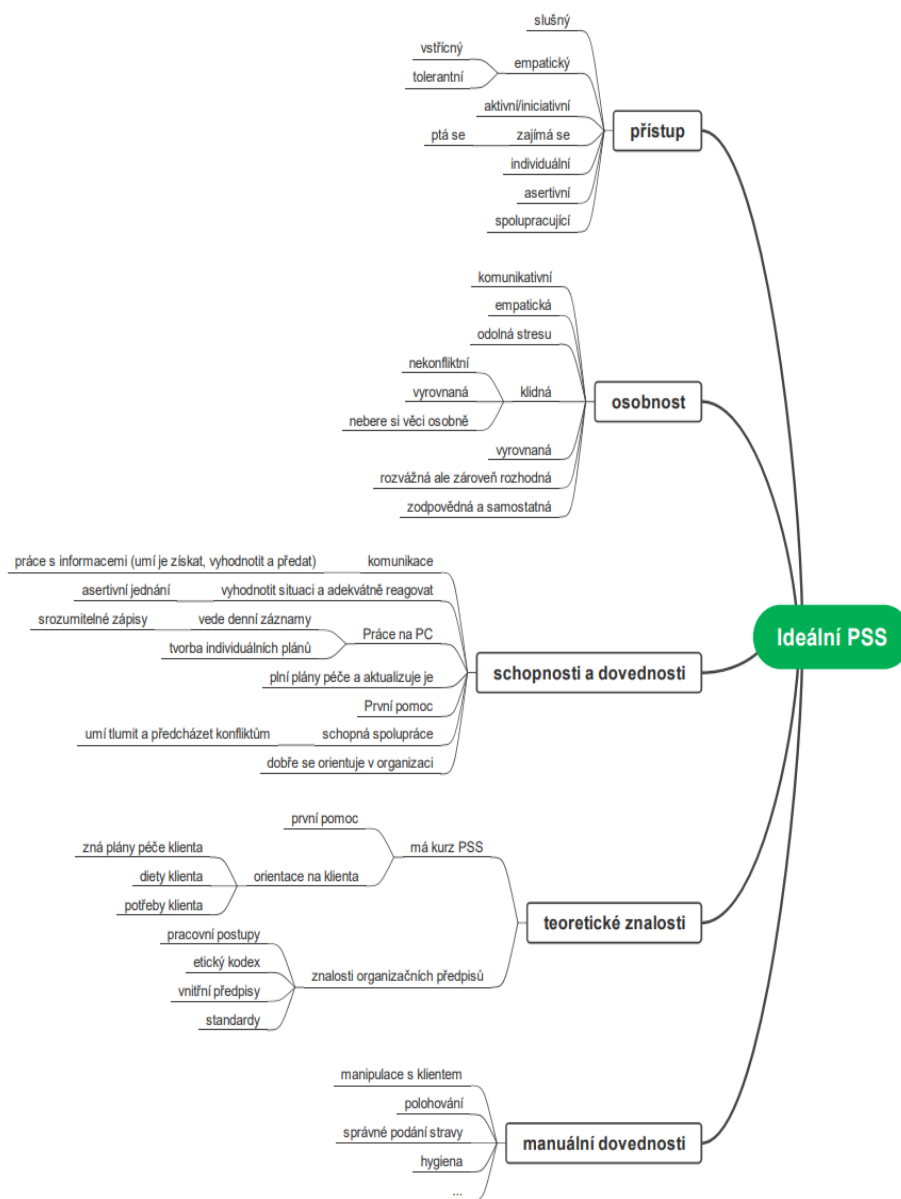 slušný
vstřícný
empatický
tolerantní
aktivní/iniciativní
ptá se
zajímá se
individuální
asertivní
spolupracující
přístup
komunikativní
empatická
odolná stresu
nekonfliktní
vyrovnaná
klidná
nebere si věci osobně
vyrovnaná
rozvážná ale zároveň rozhodná
zodpovědná a samostatná
osobnost
práce s informacemi (umí je získat, vyhodnotit a předat)
komunikace
asertivní jednání
vyhodnotit situaci a adekvátně reagovat
srozumitelné zápisy
vede denní záznamy
Práce na PC
tvorba individuálních plánů
plní plány péče a aktualizuje je
První pomoc
umí tlumit a předcházet konfliktům
schopná spolupráce
dobře se orientuje v organizaci
schopnosti a dovednosti
Ideální PSS
první pomoc
má kurz PSS
zná plány péče klienta
diety klienta
orientace na klienta
potřeby klienta
pracovní postupy
etický kodex
znalosti organizačních předpisů
vnitřní předpisy
standardy
teoretické znalosti
manipulace s klientem
polohování
správné podání stravy
hygiena
...
manuální dovednosti